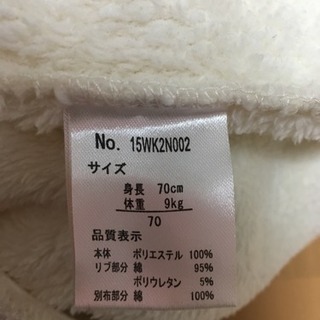 No. 15WK2N002
サイズ
身長 70cm
体重 9kg
70
品質表示
本体 ポリエステル 100%
リブ部分 綿 95%
ポリウレタン 5%
別布部分 綿 100%